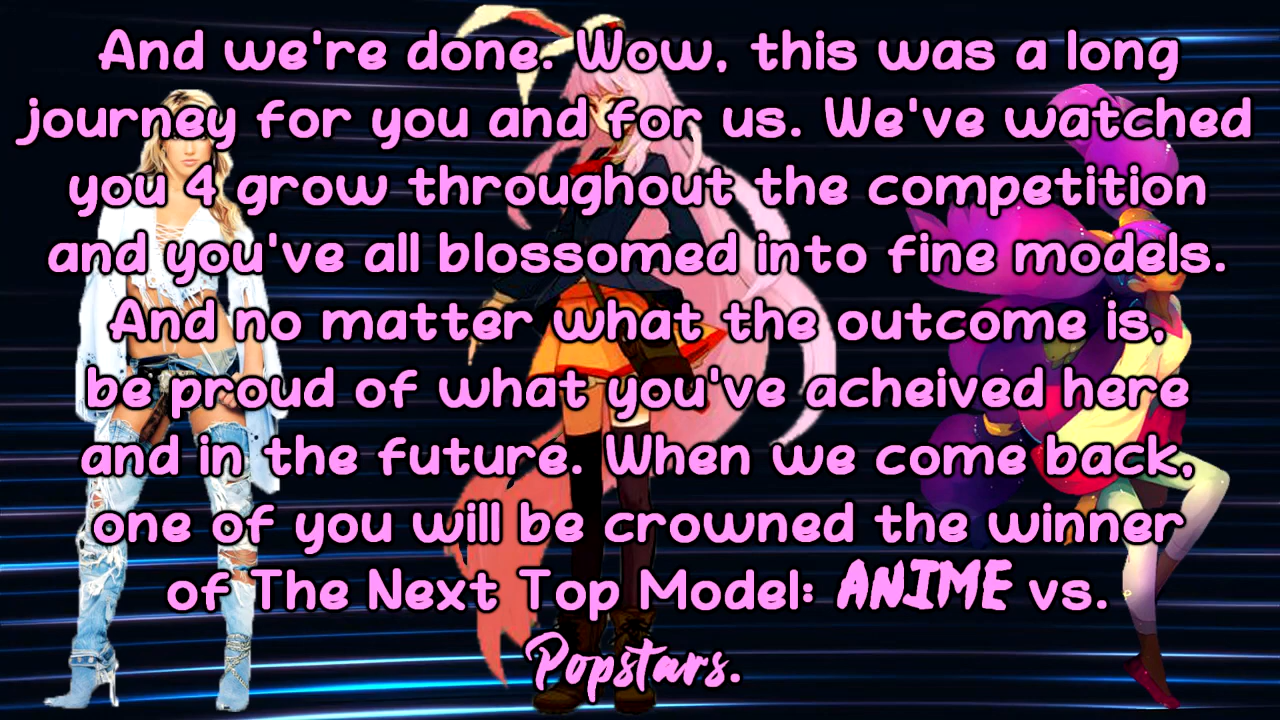 And we're done. Wow, this was a long
journey for you and for us. We've watched
you 4 grow throughout the competition
and you've all blossomed into fine models.
And no matter what the outcome is,
be proud of what you've acheived here
and in the future. When we come back,
one of you will be crowned the winner
of The Next Top Model: ANIME vs.
Popstars.